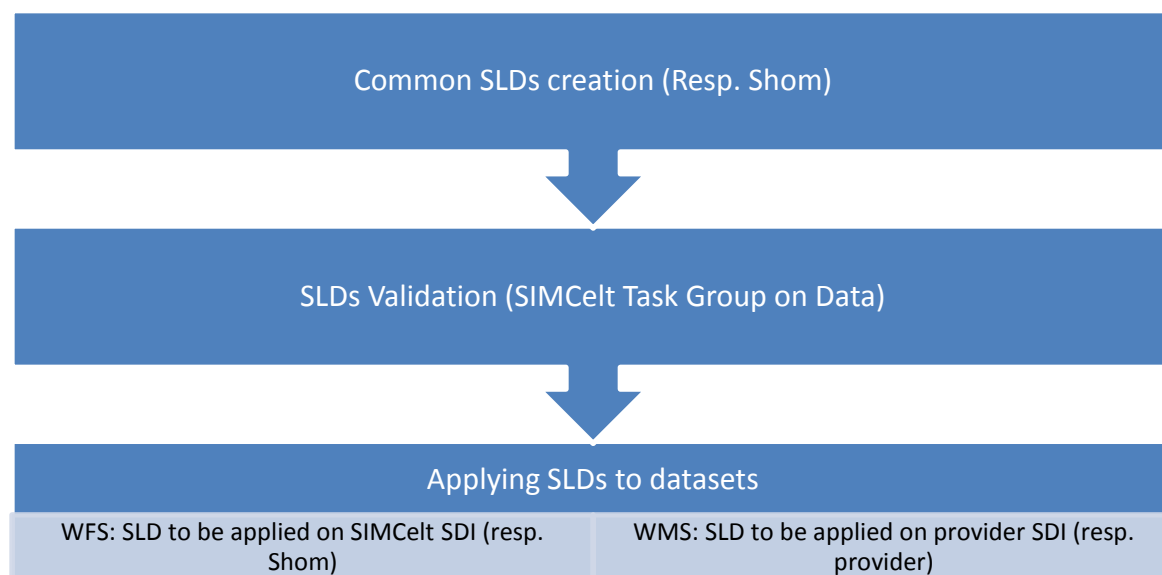 Common SLDs creation (Resp. Shom)
SLDs Validation (SIMCelt Task Group on Data)
Applying SLDs to datasets
WFS: SLD to be applied on SIMCelt SDI (resp.
Shom)
WMS: SLD to be applied on provider SDI (resp.
provider)